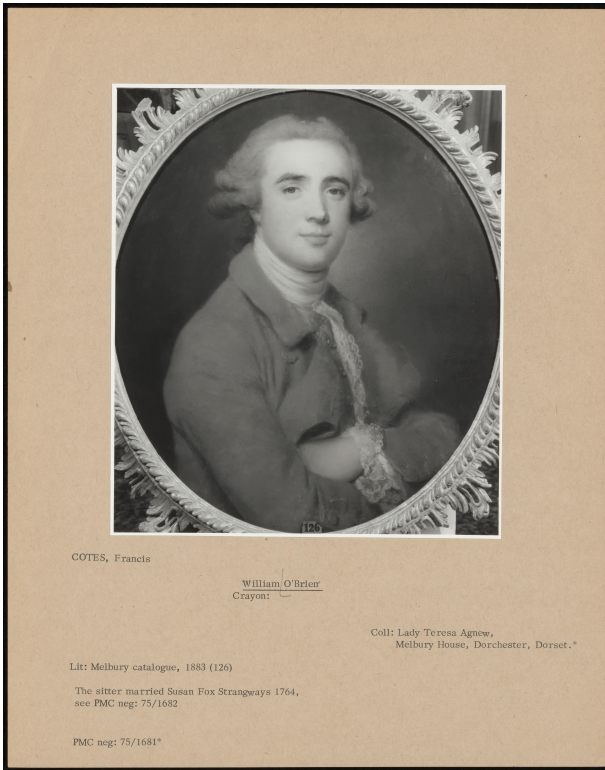 (126)
COTES, Francis
William O'Brien
Crayon:
Coll: Lady Teresa Agnew,
Melbury House, Dorchester, Dorset.*
Lit: Melbury catalogue, 1883 (126)
The sitter married Susan Fox Strangways 1764,
see PMC neg: 75/1682
PMC neg: 75/1681*